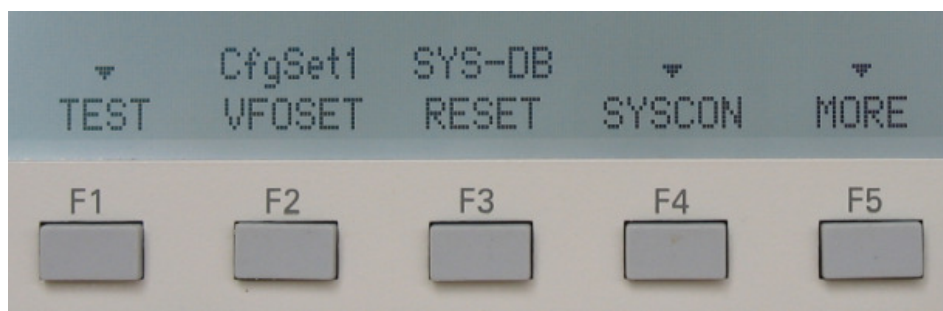 CfgSet1 SYS-DB
TEST VFOSET RESET SYSCON MORE
F1 F2 F3 F4 F5